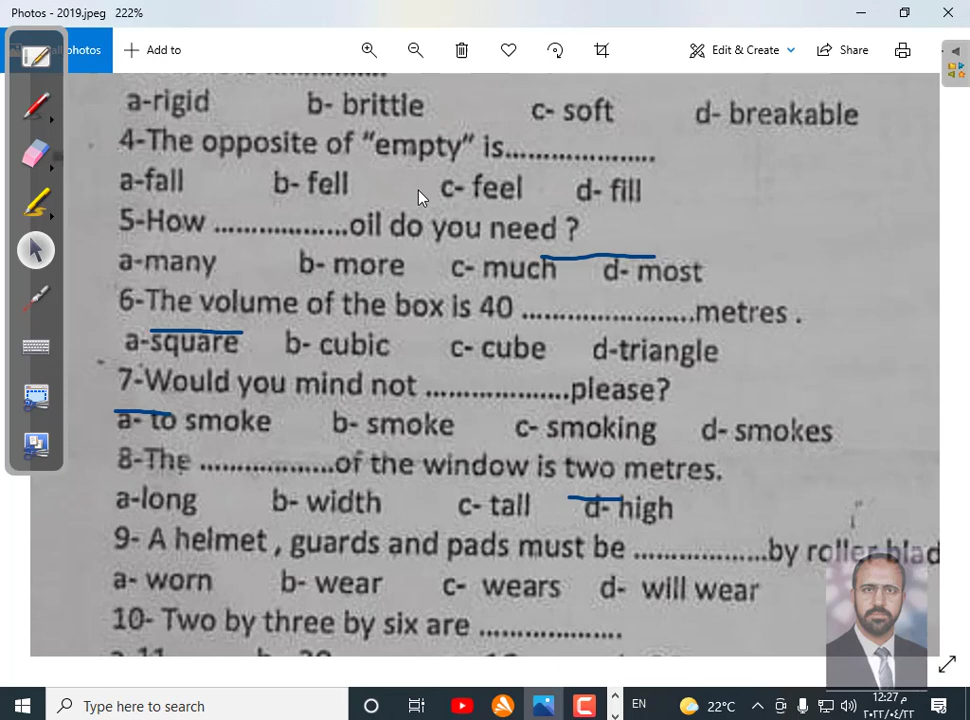 Photos - 2019.jpeg 222%
photos Add to Edit & Create Share
a-rigid b- brittle c- soft d- breakable
4-The opposite of “empty” is.....................
a-fall b- fell c- feel d- fill
5-How ...................oil do you need ?
a-many b- more c- much d- most
6-The volume of the box is 40 ........................metres .
a-square b- cubic c- cube d-triangle
7-Would you mind not ....................please?
a- to smoke b- smoke c- smoking d- smokes
8-The ...................of the window is two metres.
a-long b- width c- tall d- high
9- A helmet , guards and pads must be ...................by roller blad
a- worn b- wear c- wears d- will wear
10- Two by three by six are ....................
Type here to search EN 22°C 12:27 م
٢٠٢٢/٠٤/٢٢